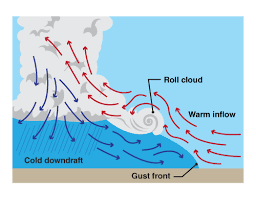 Roll cloud
Warm inflow
Cold downdraft
Gust front